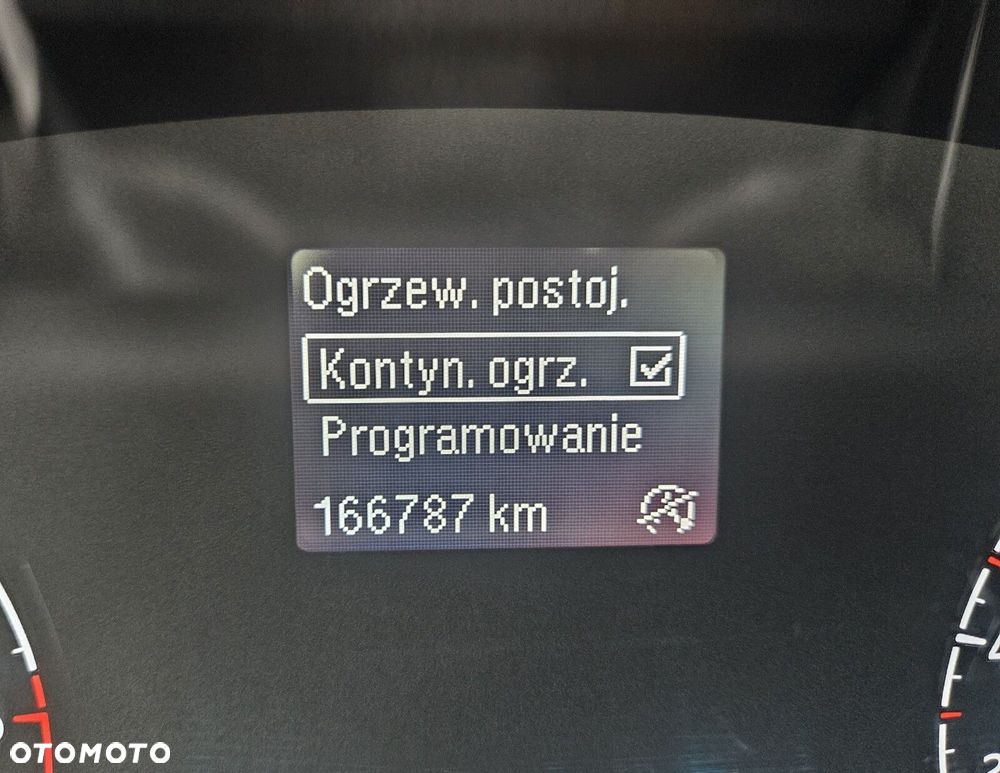 Ogrzew. postoj.
Kontyn. ogrz.
Programowanie
166787 km
OTOMOTO